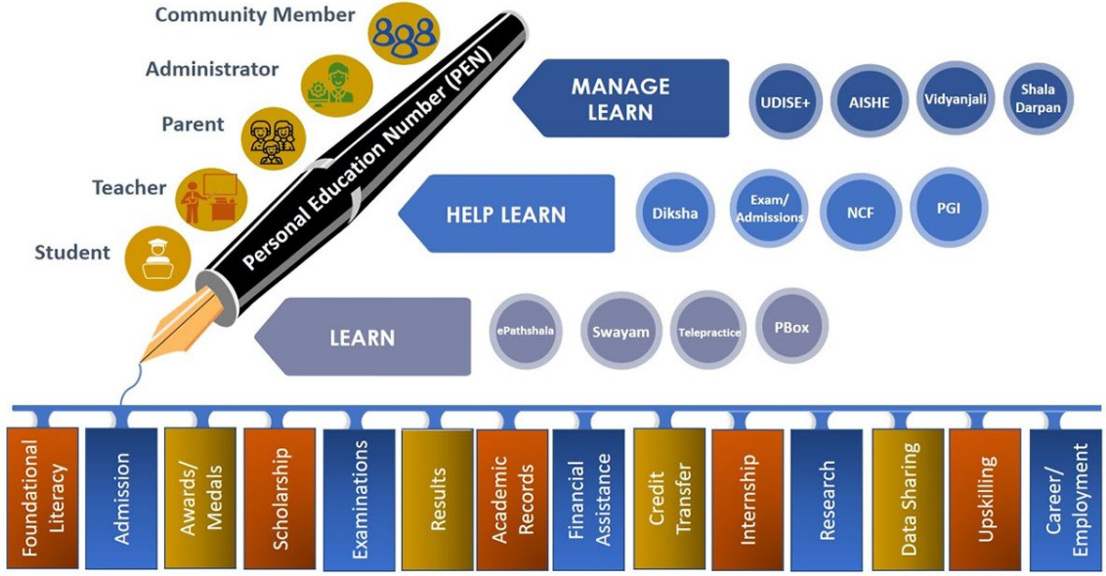 Community Member
Administrator
Parent
Teacher
Student
Personal Education Number (PEN)
MANAGE
LEARN
UDISE+
AISHE
Vidyanjali
Shala
Darpan
HELP LEARN
Diksha
Exam/
Admissions
NCF
PGI
LEARN
ePathshala
Swayam
Telepractice
PBox
Foundational
Literacy
Admission
Awards/
Medals
Scholarship
Examinations
Results
Academic
Records
Financial
Assistance
Credit
Transfer
Internship
Research
Data Sharing
Upskilling
Career/
Employment